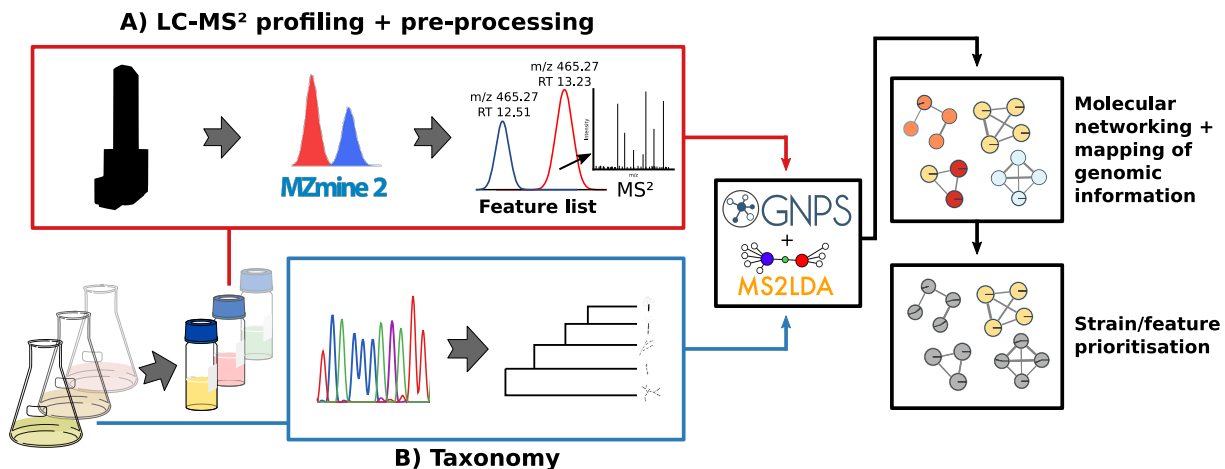 A) LC-MS² profiling + pre-processing
MZmine 2
m/z 465.27
RT 12.51
m/z 465.27
RT 13.23
Intensity
m/z
MS²
Feature list
GNPS
+
MS2LDA
Molecular
networking +
mapping of
genomic
information
Strain/feature
prioritisation
B) Taxonomy